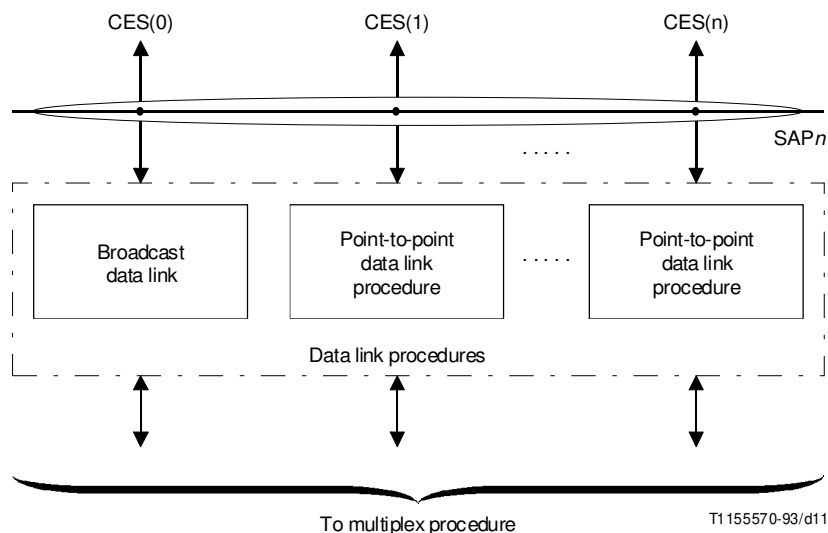 CES(0)
CES(1)
CES(n)
SAPn
. . . . .
Broadcast
data link
Point-to-point
data link
procedure
. . . . .
Point-to-point
data link
procedure
Data link procedures
To multiplex procedure
T1155570-93/d11